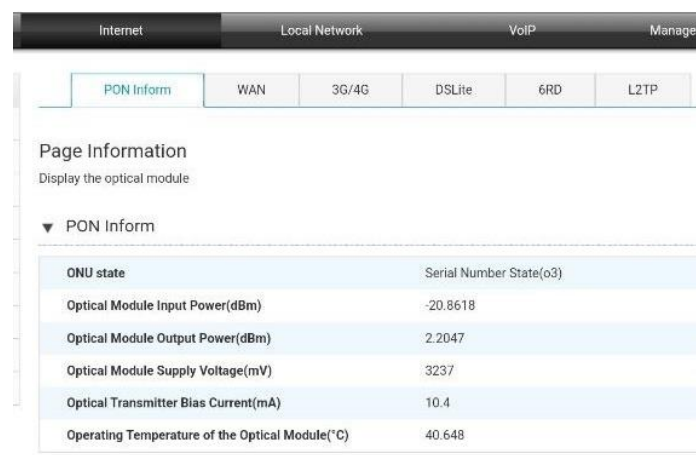 Internet Local Network VoIP
PON Inform WAN 3G/4G DSLite 6RD L2TP
Page Information
Display the optical module
▼ PON Inform
ONU state Serial Number State(o3)
Optical Module Input Power(dBm) -20.8618
Optical Module Output Power(dBm) 2.2047
Optical Module Supply Voltage(mV) 3237
Optical Transmitter Bias Current(mA) 10.4
Operating Temperature of the Optical Module(°C) 40.648